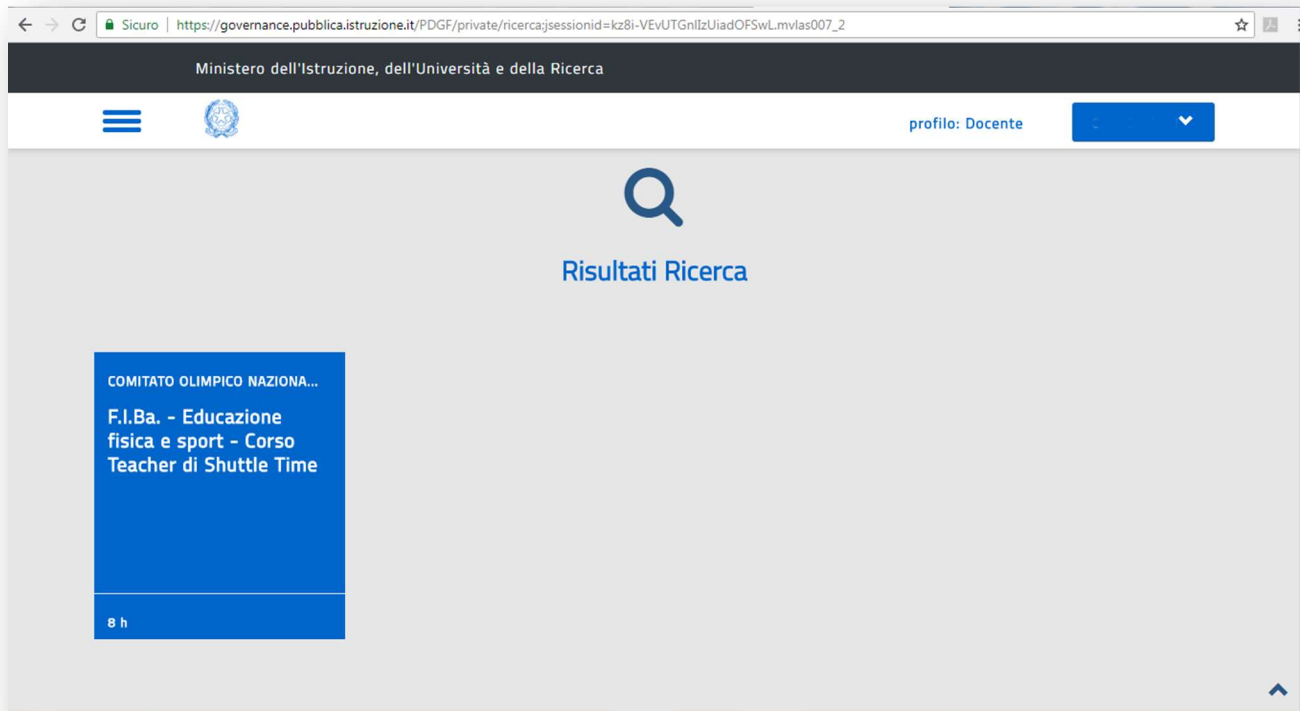 Sicuro | https://governance.pubblica.istruzione.it/PDGF/private/ricerca;jsessionid=kz8i-VEvUTGnlIzUiadOFSwL.mvlas007_2
Ministero dell'Istruzione, dell'Università e della Ricerca
profilo: Docente
Risultati Ricerca
COMITATO OLIMPICO NAZIONA...
F.I.Ba. - Educazione
fisica e sport - Corso
Teacher di Shuttle Time
8 h